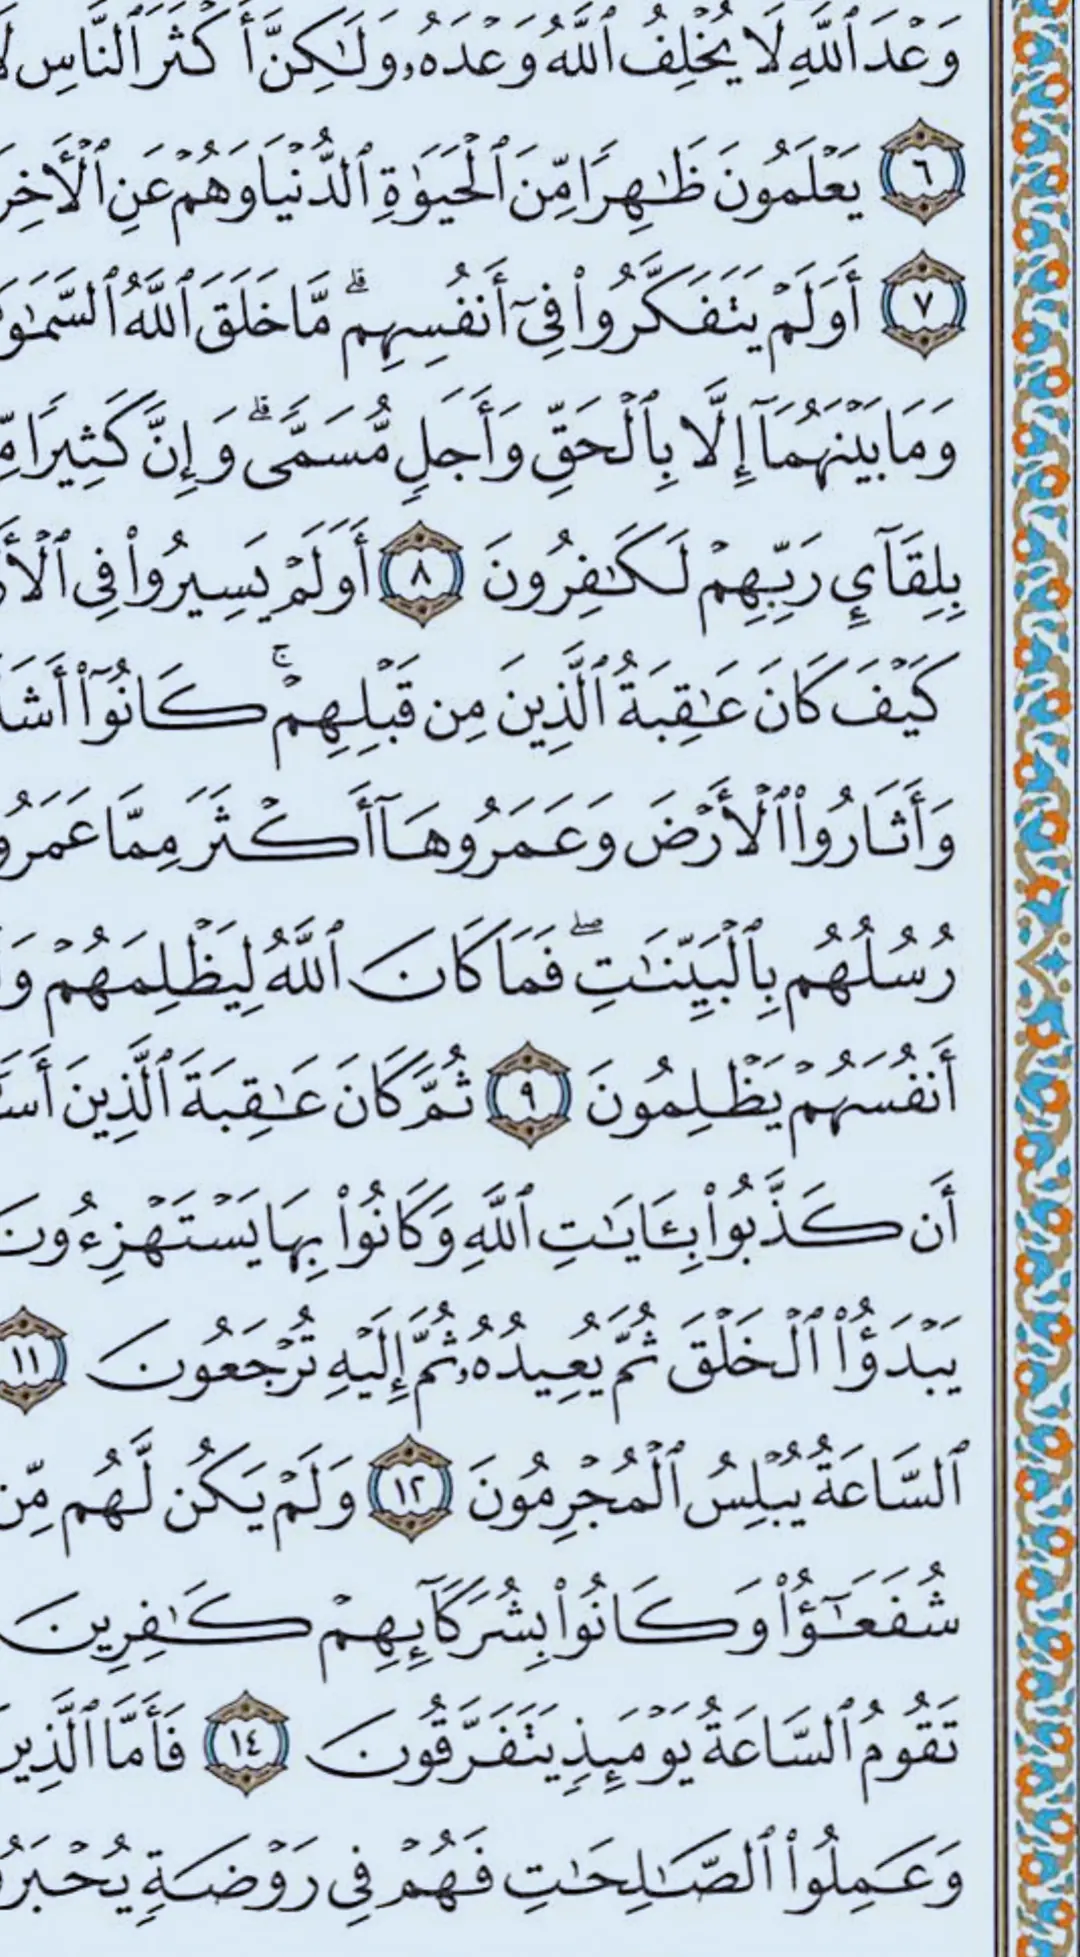 وَعْدَ ٱللَّهِ لَا يُخْلِفُ ٱللَّهُ وَعْدَهُۥ وَلَٰكِنَّ أَكْثَرَ ٱلنَّاسِ
٦ يَعْلَمُونَ ظَٰهِرًا مِّنَ ٱلْحَيَوٰةِ ٱلدُّنْيَا وَهُمْ عَنِ ٱلْأَخِرَ
٧ أَوَلَمْ يَتَفَكَّرُوا۟ فِىٓ أَنفُسِهِم ۗ مَّا خَلَقَ ٱللَّهُ ٱلسَّمَٰوَ
وَمَا بَيْنَهُمَآ إِلَّا بِٱلْحَقِّ وَأَجَلٍ مُّسَمًّى ۗ وَإِنَّ كَثِيرًا مِّ
بِلِقَآئِ رَبِّهِمْ لَكَٰفِرُونَ ٨ أَوَلَمْ يَسِيرُوا۟ فِى ٱلْأَرْ
كَيْفَ كَانَ عَٰقِبَةُ ٱلَّذِينَ مِن قَبْلِهِمْ ۚ كَانُوٓا۟ أَشَ
وَأَثَارُوا۟ ٱلْأَرْضَ وَعَمَرُوهَآ أَكْثَرَ مِمَّا عَمَرُو
رُسُلُهُم بِٱلْبَيِّنَٰتِ ۖ فَمَا كَانَ ٱللَّهُ لِيَظْلِمَهُمْ وَ
أَنفُسَهُمْ يَظْلِمُونَ ٩ ثُمَّ كَانَ عَٰقِبَةَ ٱلَّذِينَ أَسَ
أَن كَذَّبُوا۟ بِـَٔايَٰتِ ٱللَّهِ وَكَانُوا۟ بِهَا يَسْتَهْزِءُونَ
يَبْدَؤُا۟ ٱلْخَلْقَ ثُمَّ يُعِيدُهُۥ ثُمَّ إِلَيْهِ تُرْجَعُونَ ١١
ٱلسَّاعَةُ يُبْلِسُ ٱلْمُجْرِمُونَ ١٢ وَلَمْ يَكُن لَّهُم مِّن
شُفَعَٰٓؤُا۟ وَكَانُوا۟ بِشُرَكَآئِهِمْ كَٰفِرِينَ
تَقُومُ ٱلسَّاعَةُ يَوْمَئِذٍ يَتَفَرَّقُونَ ١٤ فَأَمَّا ٱلَّذِين
وَعَمِلُوا۟ ٱلصَّٰلِحَٰتِ فَهُمْ فِى رَوْضَةٍ يُحْبَرُ